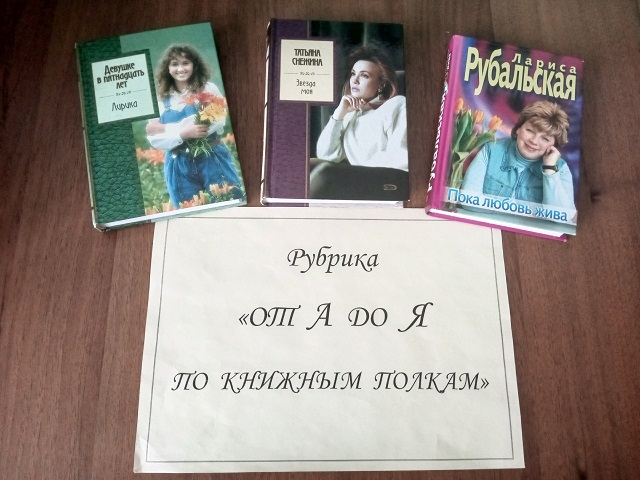 Девушке
в пятнадцать
лет
Лирика
ТАТЬЯНА
СНЕЖИНА
Звезда
моя
Лариса
Рубальская
Пока любовь жива
Рубрика
«ОТ А ДО Я
ПО КНИЖНЫМ ПОЛКАМ»